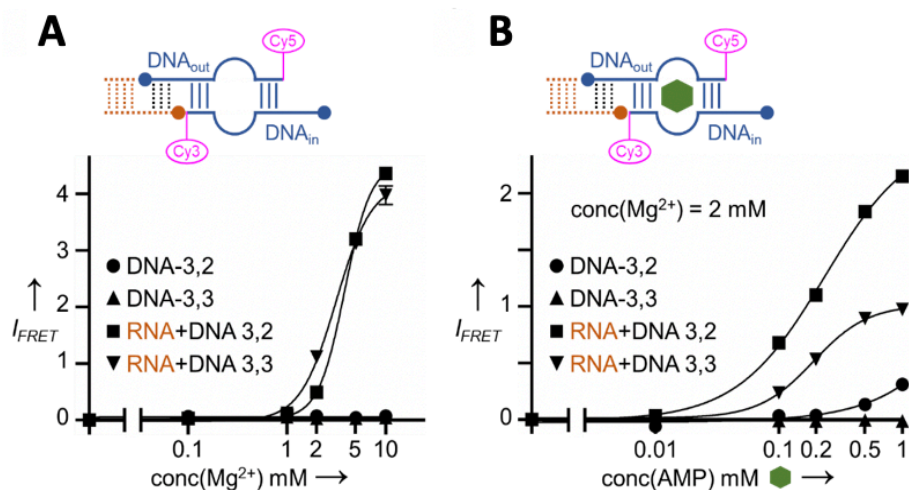 A
Cy5
DNAout
DNAin
Cy3
4
3
2
1
0
↑
IFRET
DNA-3,2
DNA-3,3
RNA+DNA 3,2
RNA+DNA 3,3
0.1 1 2 5 10
conc(Mg²⁺) mM →
B
Cy5
DNAout
DNAin
Cy3
conc(Mg²⁺) = 2 mM
2
1
0
↑
IFRET
DNA-3,2
DNA-3,3
RNA+DNA 3,2
RNA+DNA 3,3
0.01 0.1 0.2 0.5 1
conc(AMP) mM →